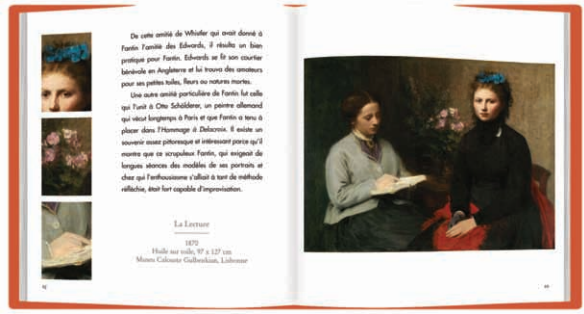 De cette amitié de Whistler qui avait donné à
Fantin l'amitié des Edwards, il résulta un bien
pratique pour Fantin. Edwards se fit son courtier
bénévole en Angleterre et lui trouva des amateurs
pour ses petites toiles, fleurs ou natures mortes.
Une autre amitié particulière de Fantin fut celle
qui l'unit à Otto Schölderer, un peintre allemand
qui vécut longtemps à Paris et que Fantin a tenu à
placer dans l'Hommage à Delacroix. Il existe un
souvenir assez pittoresque et intéressant parce qu'il
montre que ce scrupuleux Fantin, qui exigeait de
longues séances des modèles de ses portraits et
chez qui l'enthousiasme s'alliait à tant de méthode
réfléchie, était fort capable d'improvisation.
La Lecture
1870
Huile sur toile, 97 x 127 cm
Museu Calouste Gulbenkian, Lisbonne